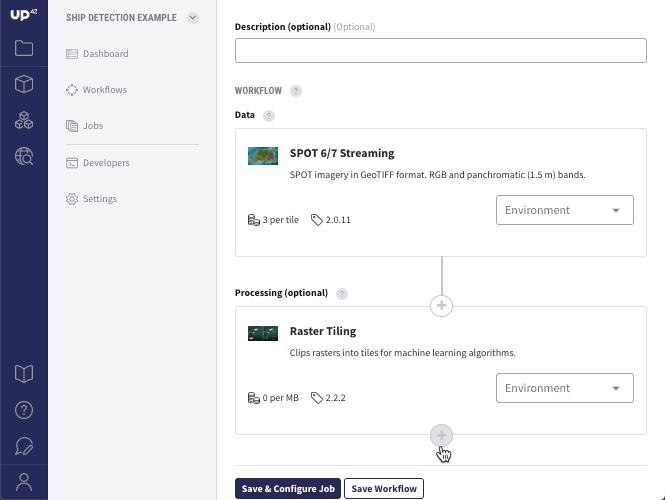 up42
SHIP DETECTION EXAMPLE
Dashboard
Workflows
Jobs
Developers
Settings
Description (optional) (Optional)
WORKFLOW ?
Data ?
SPOT 6/7 Streaming
SPOT imagery in GeoTIFF format. RGB and panchromatic (1.5 m) bands.
3 per tile 2.0.11
Environment
Processing (optional) ?
Raster Tiling
Clips rasters into tiles for machine learning algorithms.
0 per MB 2.2.2
Environment
Save & Configure Job Save Workflow